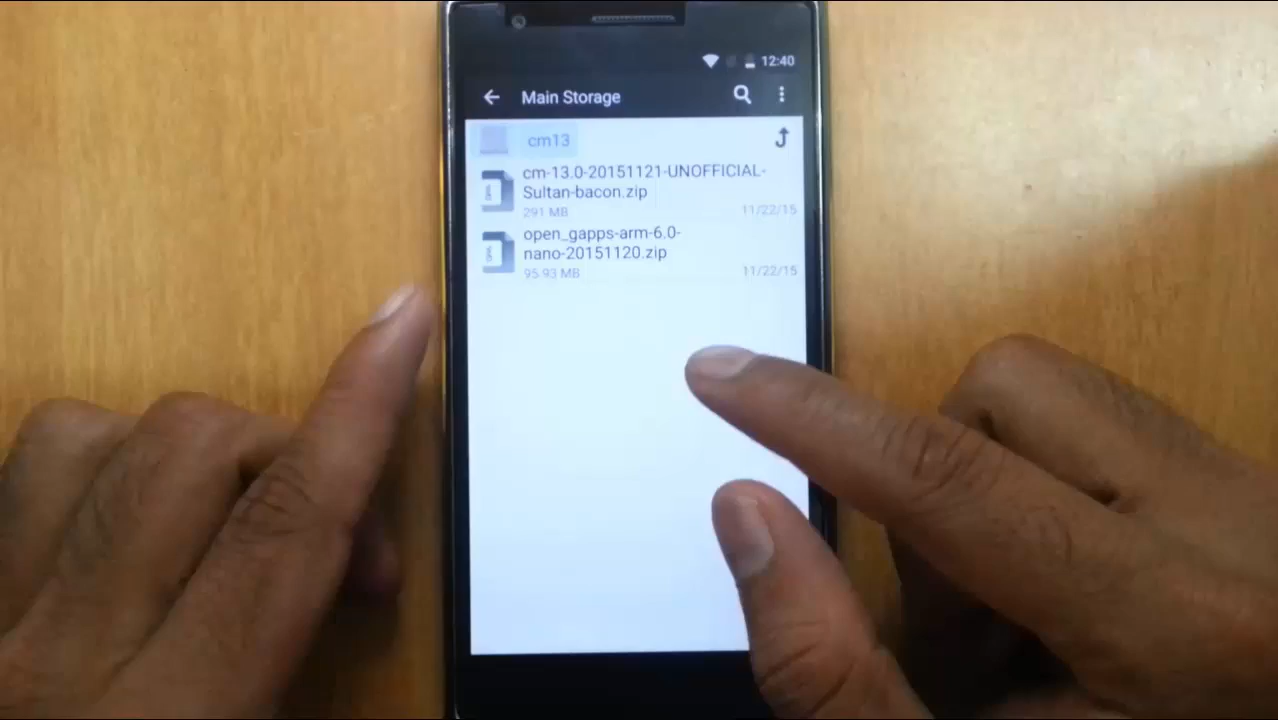 12:40
Main Storage
cm13
cm-13.0-20151121-UNOFFICIAL-
Sultan-bacon.zip
291 MB 11/22/15
open_gapps-arm-6.0-
nano-20151120.zip
95.93 MB 11/22/15